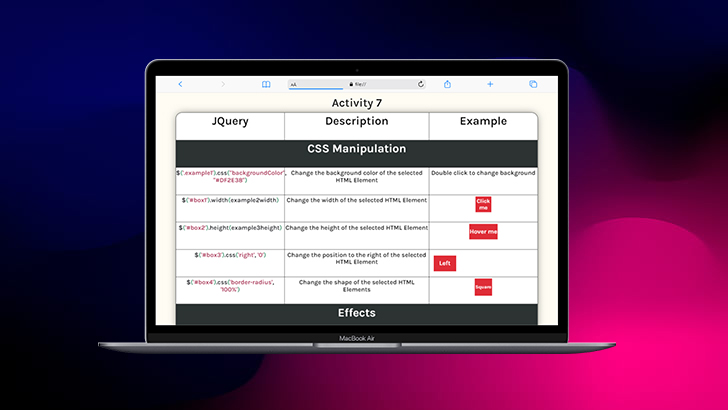 AA file://
Activity 7
JQuery Description Example
CSS Manipulation
$('.example1').css("backgroundColor", Change the background color of the selected Double click to change background
"#DF2E38") HTML Element
$('#box1').width(example2width) Change the width of the selected HTML Element Click
me
$('#box2').height(example3height) Change the height of the selected HTML Element Hover me
$('#box3').css('right', '0') Change the position to the right of the selected Left
HTML Element
$('#box4').css('border-radius', Change the shape of the selected HTML Square
'100%') Elements
Effects
MacBook Air